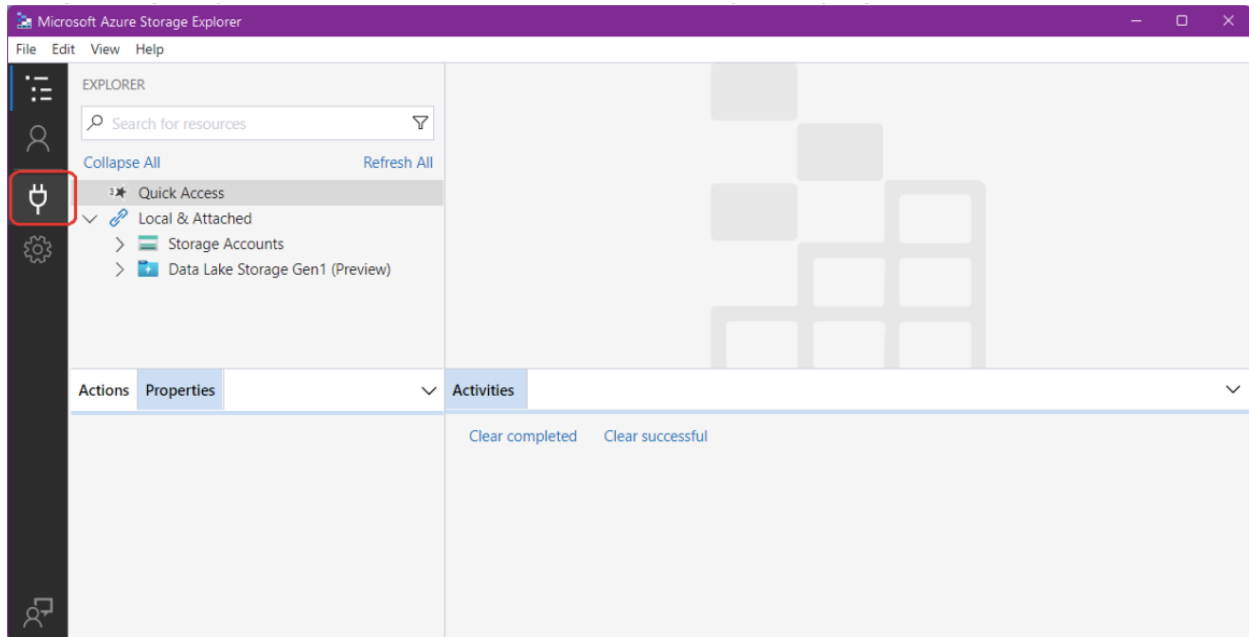 Microsoft Azure Storage Explorer
File Edit View Help
EXPLORER
Search for resources
Collapse All Refresh All
Quick Access
Local & Attached
Storage Accounts
Data Lake Storage Gen1 (Preview)
Actions Properties
Activities
Clear completed Clear successful